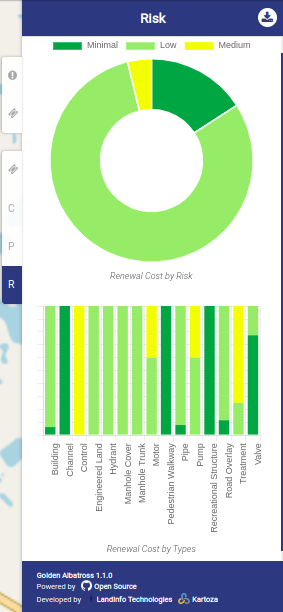 Risk
Minimal Low Medium
C
P
R
Renewal Cost by Risk
Building
Channel
Control
Engineered Land
Hydrant
Manhole Cover
Manhole Trunk
Motor
Pedestrian Walkway
Pipe
Pump
Recreational Structure
Road Overlay
Treatment
Valve
Renewal Cost by Types
Golden Albatross 1.1.0
Powered by Open Source
Developed by Landinfo Technologies Kartoza